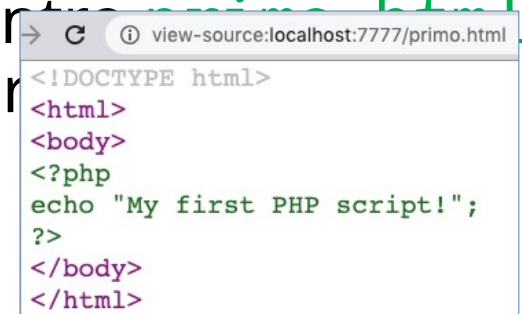 view-source:localhost:7777/primo.html
<!DOCTYPE html>
<html>
<body>
<?php
echo "My first PHP script!";
?>
</body>
</html>